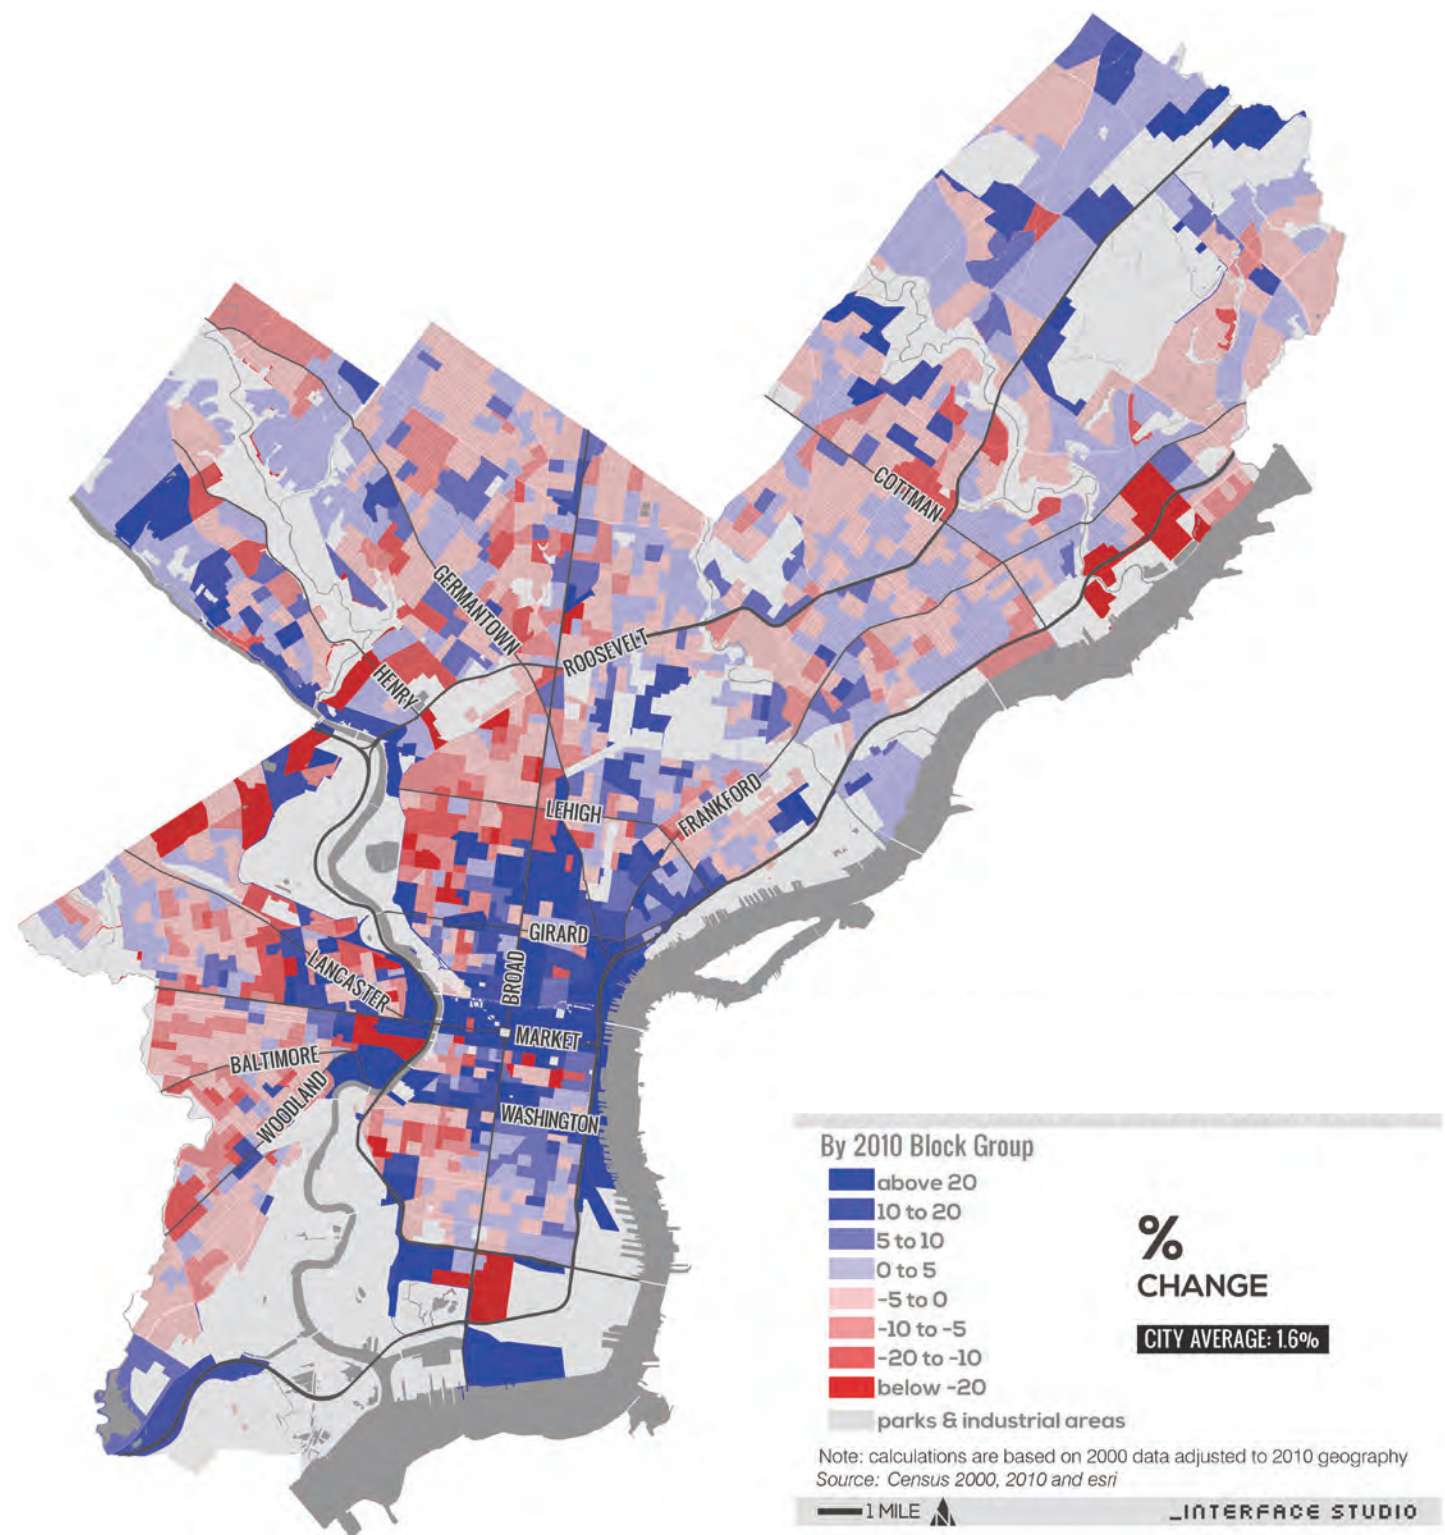 COTTMAN
GERMANTOWN
ROOSEVELT
HENRY
LEHIGH
FRANKFORD
GIRARD
BROAD
LANCASTER
MARKET
BALTIMORE
WOODLAND
WASHINGTON
By 2010 Block Group
above 20
10 to 20
5 to 10
0 to 5
-5 to 0
-10 to -5
-20 to -10
below -20
parks & industrial areas
%
CHANGE
CITY AVERAGE: 1.6%
Note: calculations are based on 2000 data adjusted to 2010 geography
Source: Census 2000, 2010 and esri
1 MILE
_INTERFACE STUDIO